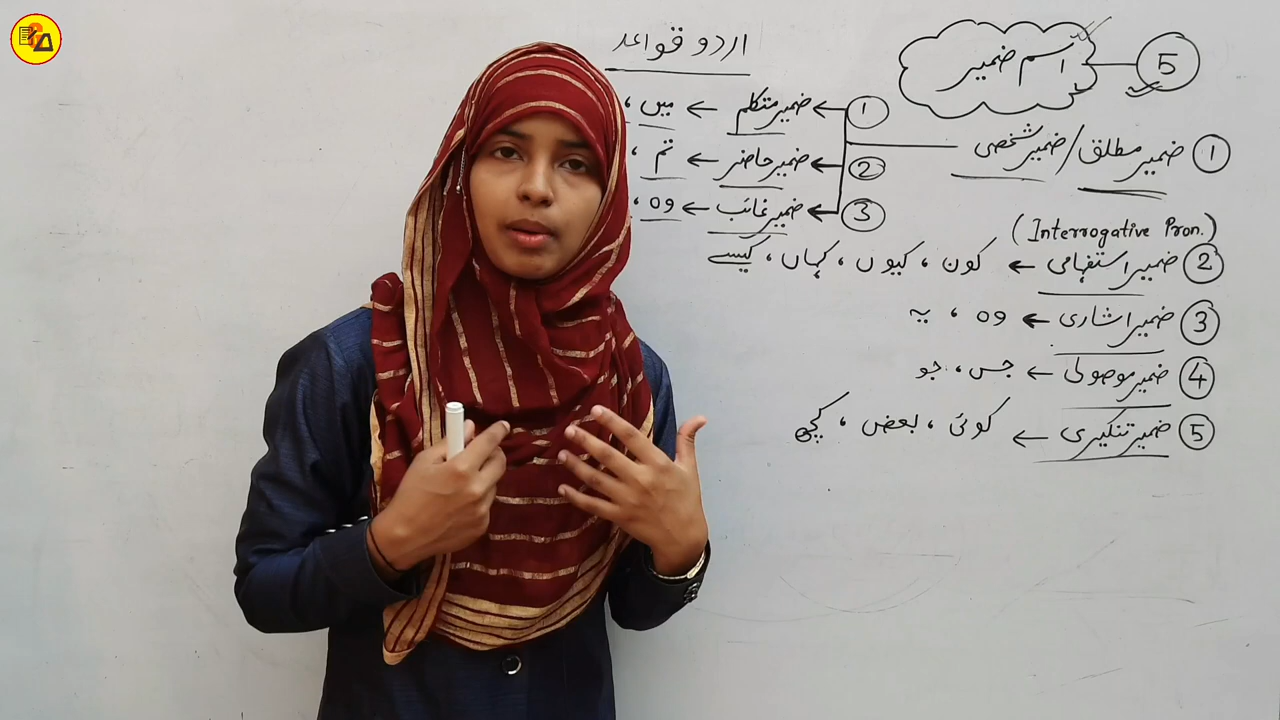 اردو قواعد
اسم ضمیر 5
1 ضمیر مطلق/ضمیر شخصی
1 ← ضمیر متکلم ← میں ،
2 ← ضمیر حاضر ← تم ،
3 ← ضمیر غائب ← وہ ،
(Interrogative Pron.)
2 ضمیر استفہامی ← کون ، کیوں ، کہاں ، کیسے
3 ضمیر اشاری ← وہ ، یہ
4 ضمیر موصولی ← جس ، جو
5 ضمیر تنکیری ← کوئی ، بعض ، کچھ